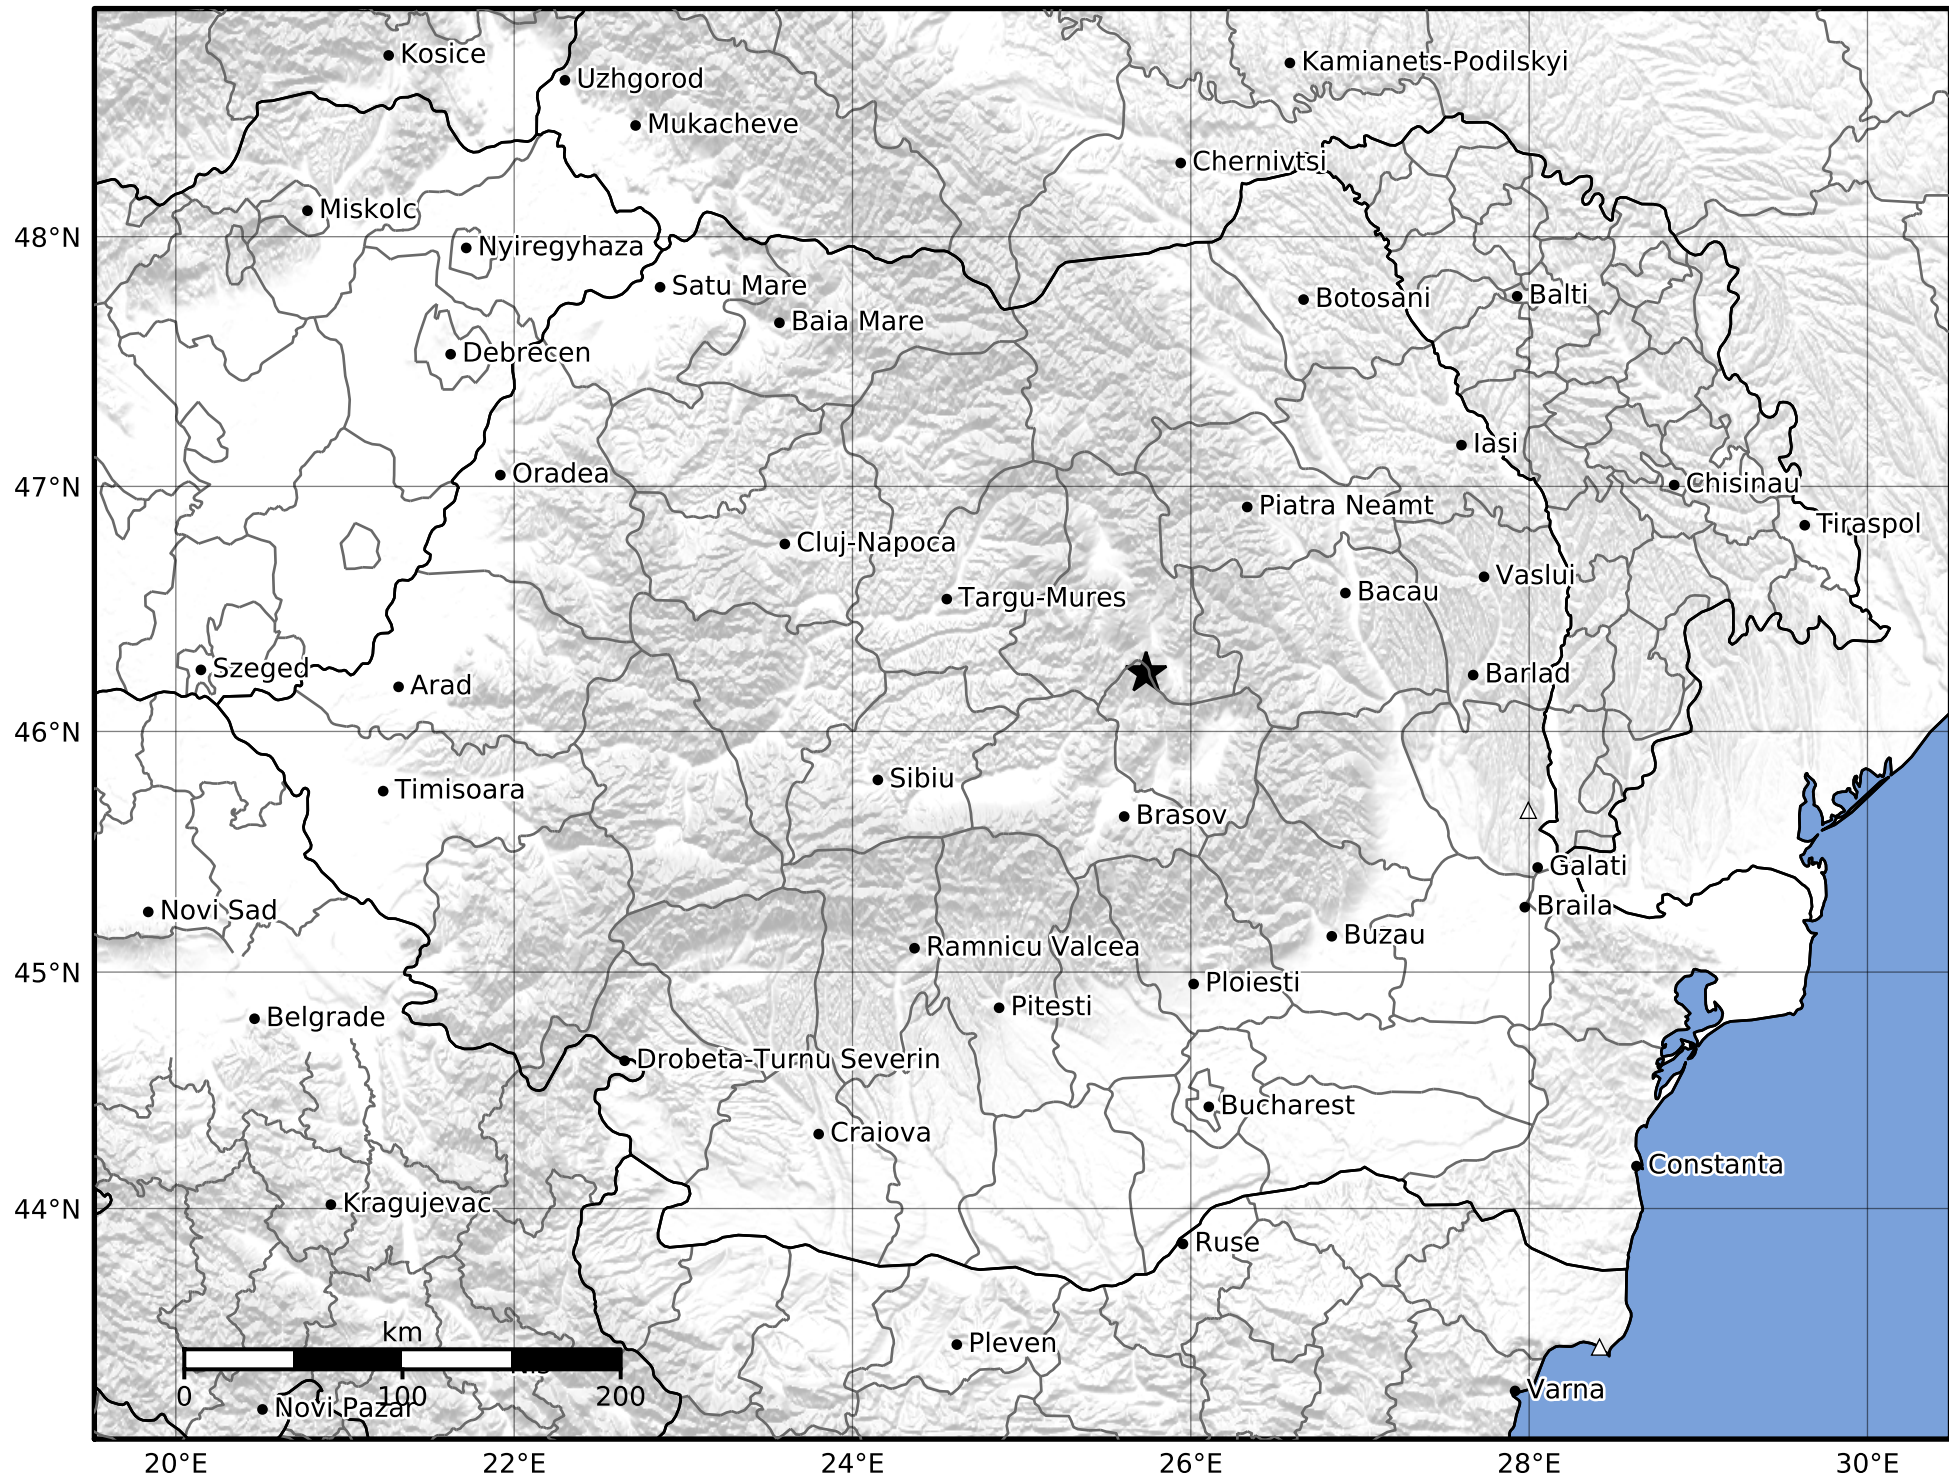 Kosice
Kamianets-Podilskyi
Uzhgorod
Mukacheve
Chernivtsi
Miskolc
48°N
Nyiregyhaza
Satu Mare
Botosani
Balti
Baia Mare
Debrecen
Iasi
Oradea
47°N
Chisinau
Piatra Neamt
Tiraspol
Cluj-Napoca
Vaslui
Bacau
Targu-Mures
Szeged
Barlad
Arad
46°N
Sibiu
Timisoara
Brasov
Galati
Braila
Novi Sad
Buzau
Ramnicu Valcea
45°N
Ploiesti
Pitesti
Belgrade
Drobeta-Turnu Severin
Bucharest
Craiova
Constanta
Kragujevac
44°N
Ruse
km
Pleven
0 100 200
Varna
Novi Pazar
20°E 22°E 24°E 26°E 28°E 30°E